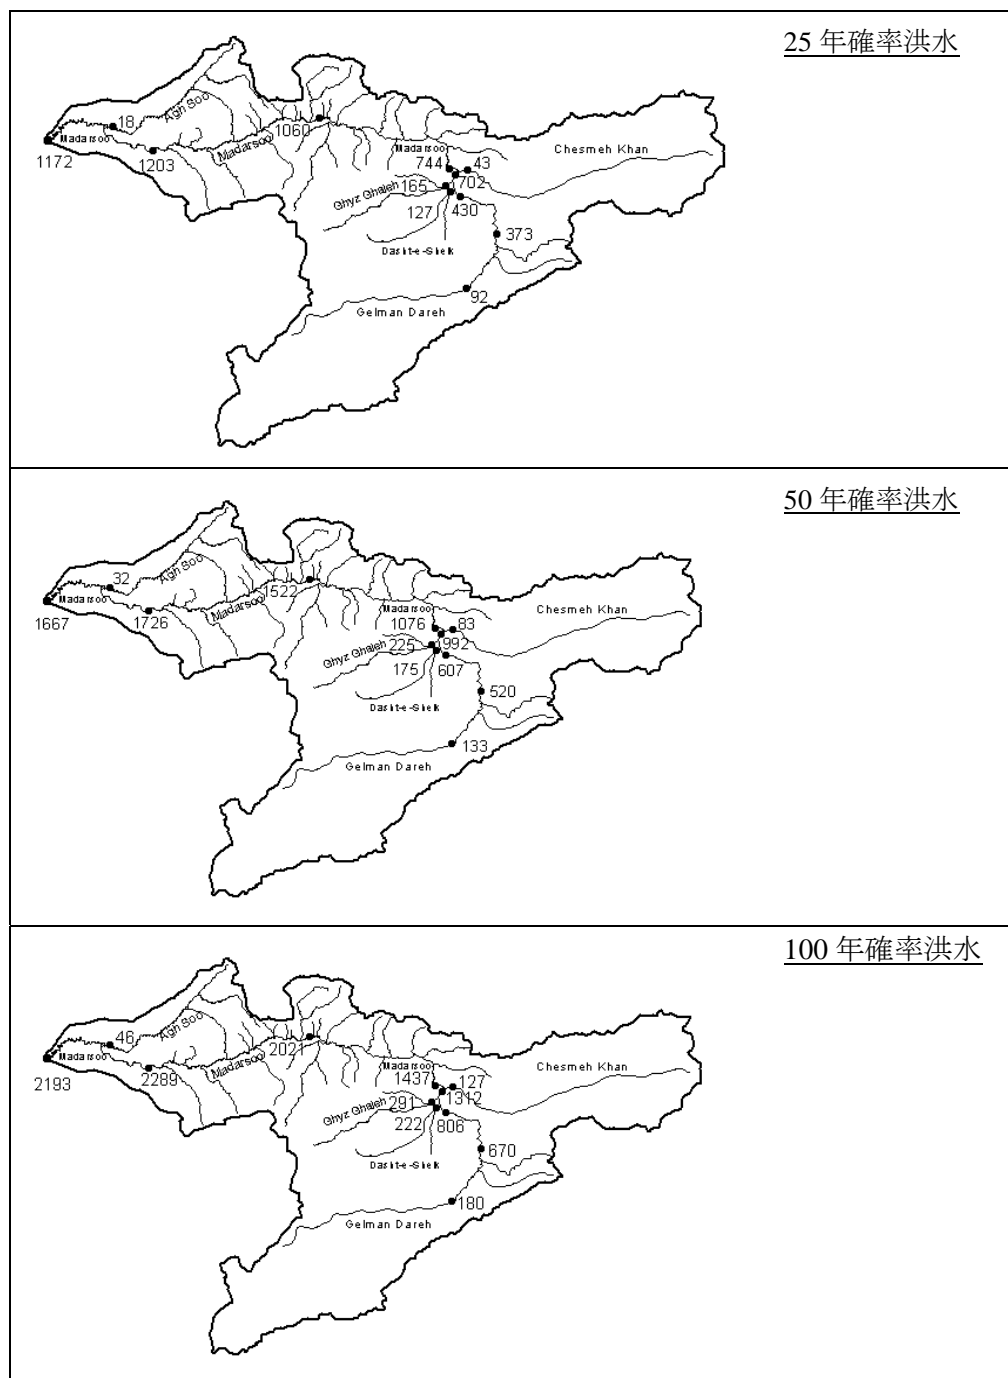 25 年確率洪水
Agh Soo
18
Madarsoo
1060
1172
1203
Madarsoo
Madarsoo
Chesmeh Khan
744
43
702
165
Ghyz Ghaleh
127
430
373
Dasht-e-Sheik
92
Gelman Dareh
50 年確率洪水
Agh Soo
32
Madarsoo
1522
1667
1726
Madarsoo
Madarsoo
Chesmeh Khan
1076
83
992
225
Ghyz Ghaleh
175
607
520
Dasht-e-Sheik
133
Gelman Dareh
100 年確率洪水
Agh Soo
46
Madarsoo
2021
2193
2289
Madarsoo
Madarsoo
Chesmeh Khan
1437
127
1312
291
Ghyz Ghaleh
222
806
670
Dasht-e-Sheik
180
Gelman Dareh